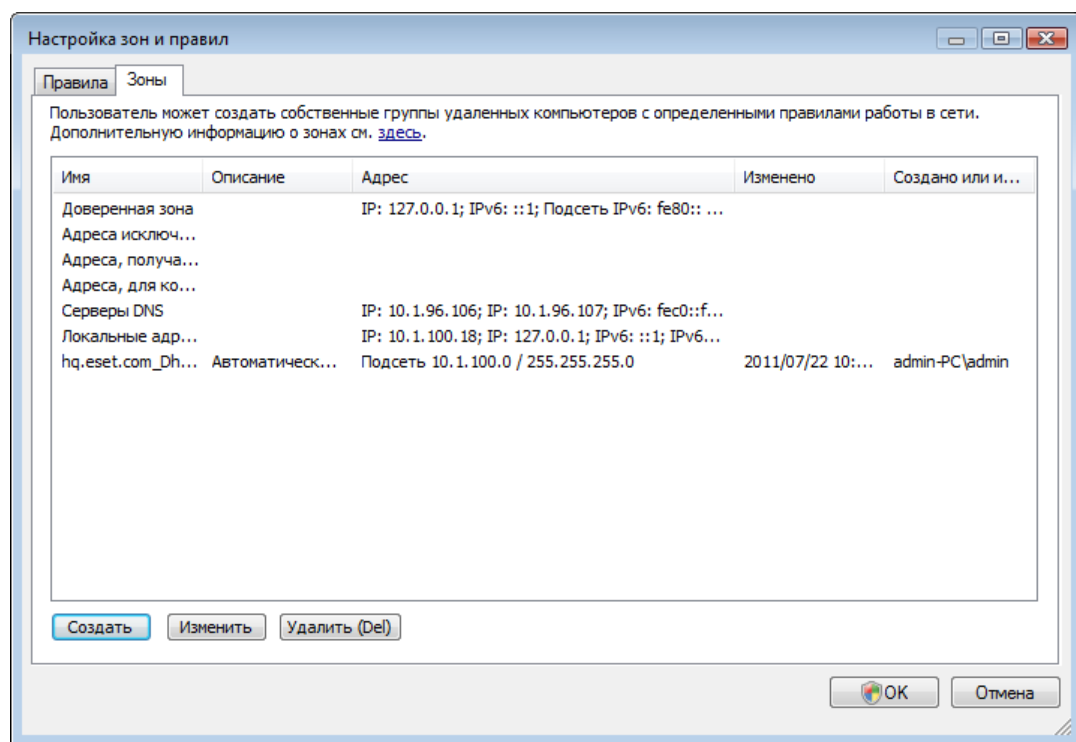 Настройка зон и правил
Правила Зоны
Пользователь может создать собственные группы удаленных компьютеров с определенными правилами работы в сети.
Дополнительную информацию о зонах см. здесь.
Имя Описание Адрес Изменено Создано или и...
Доверенная зона IP: 127.0.0.1; IPv6: ::1; Подсеть IPv6: fe80:: ...
Адреса исключ...
Адреса, получа...
Адреса, для ко...
Серверы DNS IP: 10.1.96.106; IP: 10.1.96.107; IPv6: fec0::f...
Локальные адр... IP: 10.1.100.18; IP: 127.0.0.1; IPv6: ::1; IPv6...
hq.eset.com_Dh... Автоматическ... Подсеть 10.1.100.0 / 255.255.255.0 2011/07/22 10:... admin-PC\admin
Создать Изменить Удалить (Del)
OK Отмена